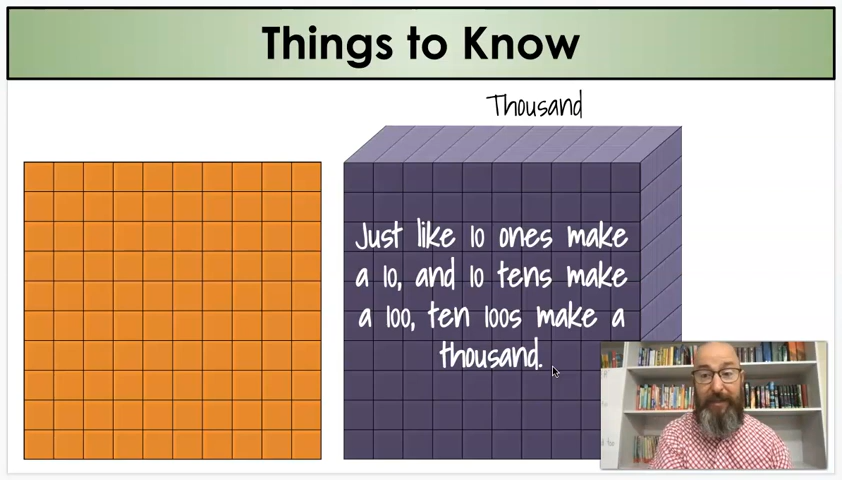 Things to Know
Thousand
Just like 10 ones make
a 10, and 10 tens make
a 100, ten 100s make a
thousand.